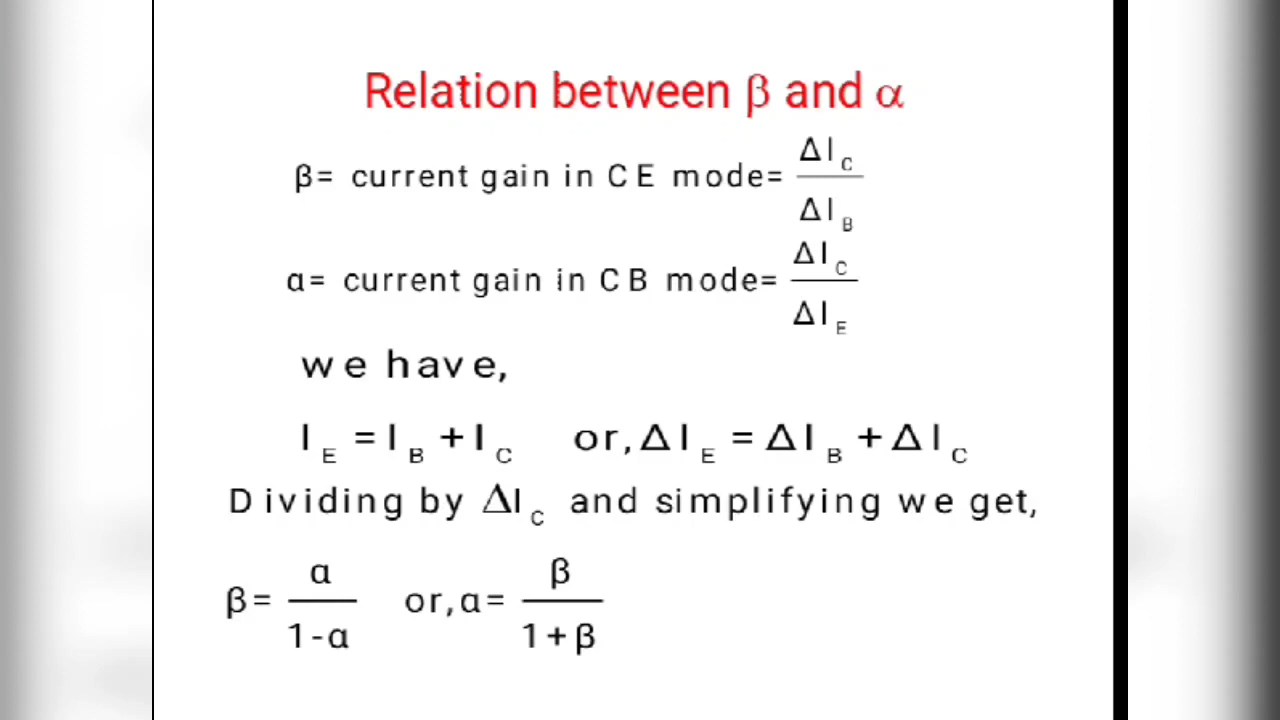 Relation between β and α
β= current gain in CE mode= ΔI_C / ΔI_B
α= current gain in CB mode= ΔI_C / ΔI_E
we have,
I_E = I_B + I_C or, ΔI_E = ΔI_B + ΔI_C
Dividing by ΔI_C and simplifying we get,
β= α / 1-α or, α= β / 1+β